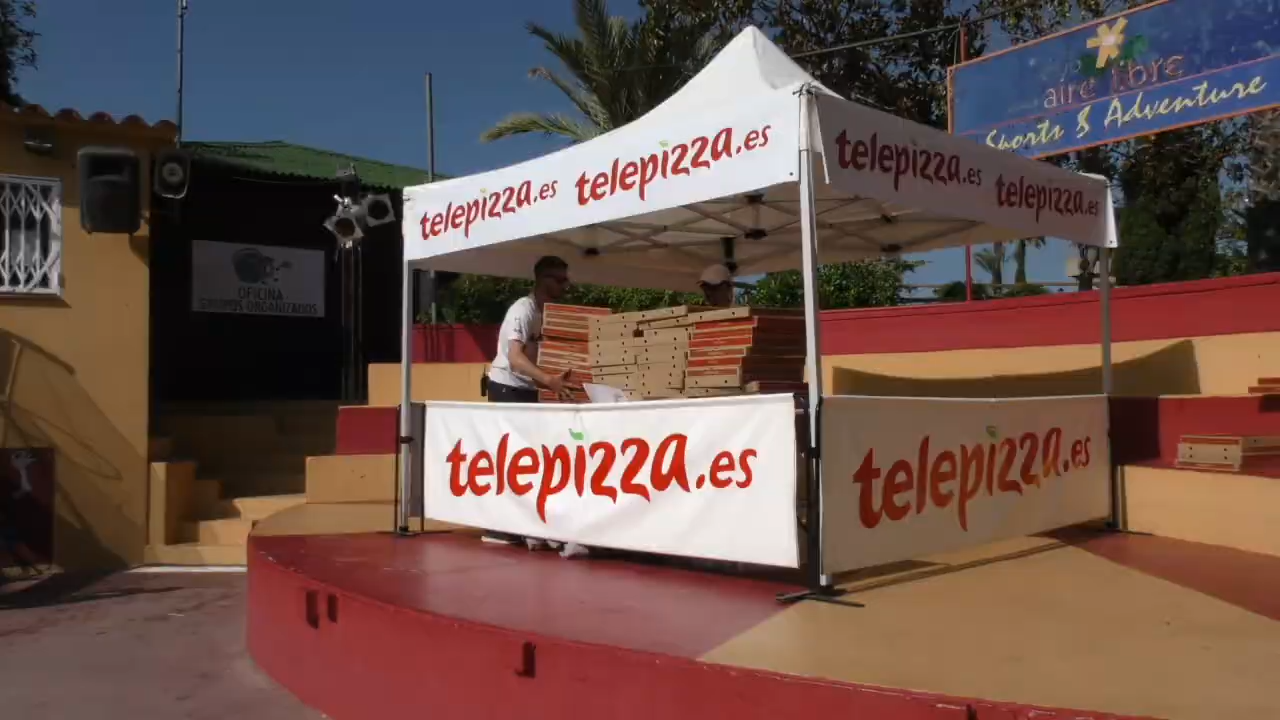 aire libre
Sports & Adventure
telepizza.es
telepizza.es
telepizza.es
telepizza.es
OFICINA
GRUPOS ORGANIZADOS
telepizza.es
telepizza.es